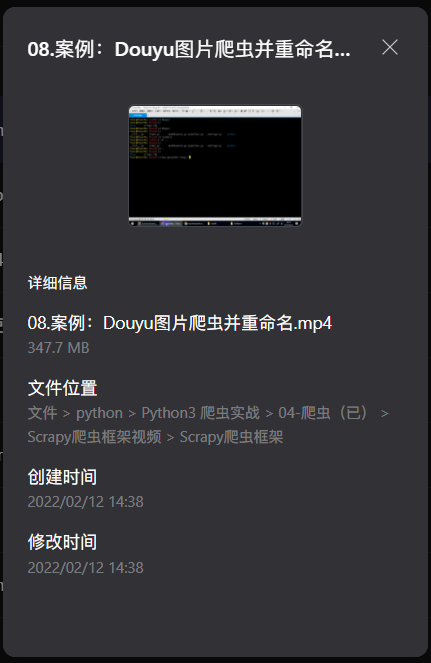 08.案例：Douyu图片爬虫并重命名...
详细信息
08.案例：Douyu图片爬虫并重命名.mp4
347.7 MB
文件位置
文件 > python > Python3 爬虫实战 > 04-爬虫（已） >
Scrapy爬虫框架视频 > Scrapy爬虫框架
创建时间
2022/02/12 14:38
修改时间
2022/02/12 14:38